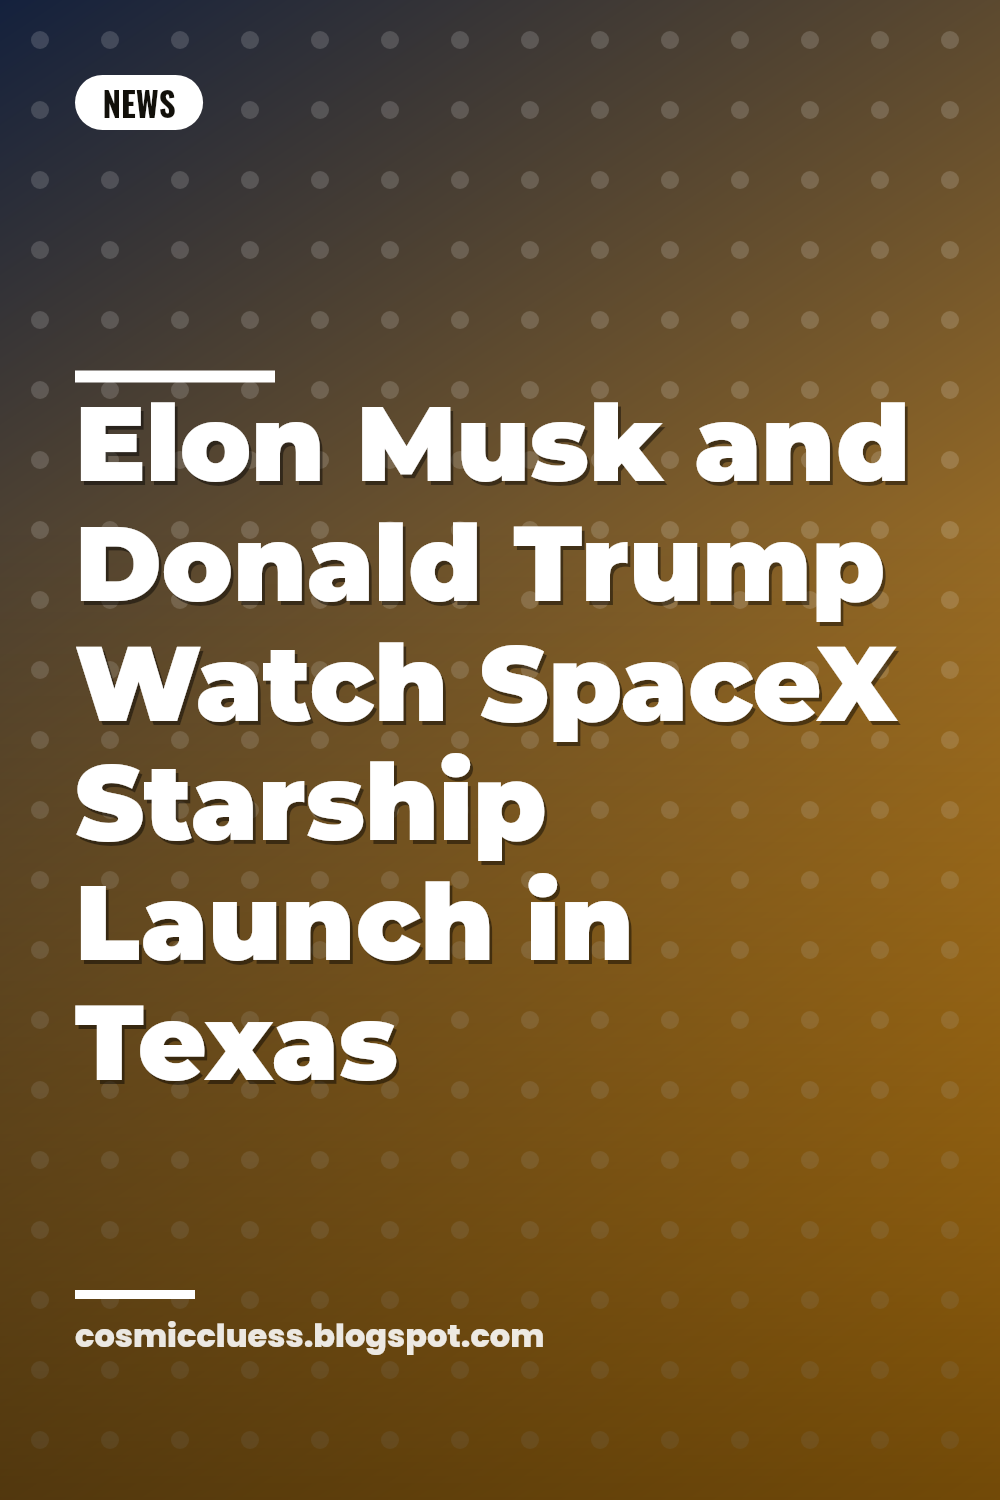 NEWS
Elon Musk and
Donald Trump
Watch SpaceX
Starship
Launch in
Texas
cosmiccluess.blogspot.com